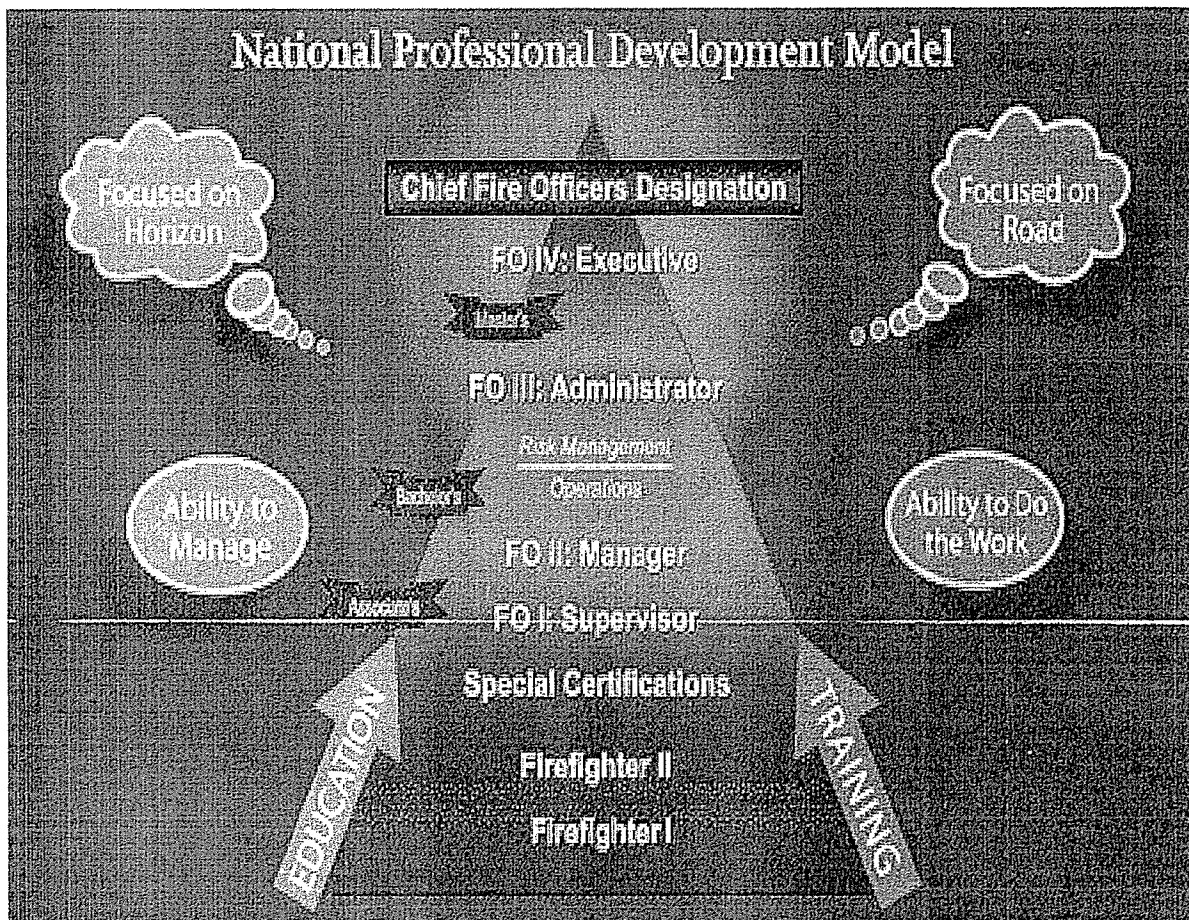 National Professional Development Model
Focused on
Horizon
Focused on
Road
Chief Fire Officers Designation
FO IV: Executive
Master's
FO III: Administrator
Risk Management
Operations
Bachelor's
Ability to
Manage
Ability to Do
the Work
FO II: Manager
Associate's
FO I: Supervisor
Special Certifications
Firefighter II
Firefighter I
EDUCATION
TRAINING